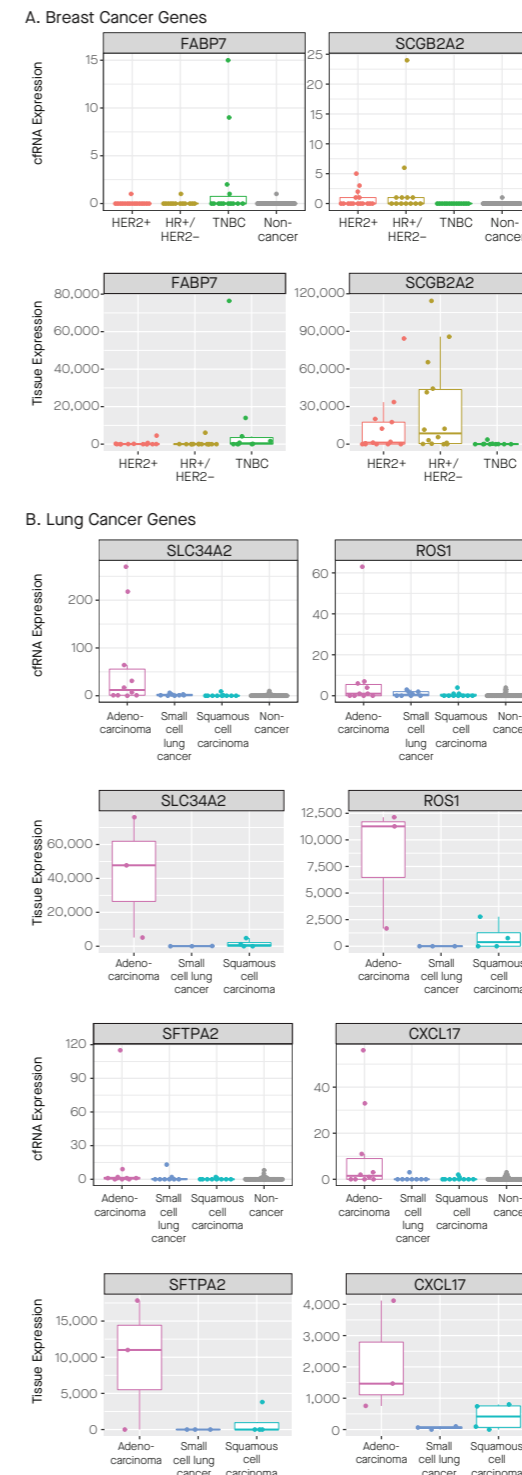 A. Breast Cancer Genes
FABP7
SCGB2A2
cfRNA Expression
15
10
5
0
25
20
15
10
5
0
HER2+
HR+/
HER2−
TNBC
Non-
cancer
HER2+
HR+/
HER2−
TNBC
Non-
cancer
FABP7
SCGB2A2
Tissue Expression
80,000
60,000
40,000
20,000
0
120,000
90,000
60,000
30,000
0
HER2+
HR+/
HER2−
TNBC
HER2+
HR+/
HER2−
TNBC
B. Lung Cancer Genes
SLC34A2
ROS1
cfRNA Expression
200
100
0
60
40
20
0
Adeno-
carcinoma
Small
cell
lung
cancer
Squamous
cell
carcinoma
Non-
cancer
Adeno-
carcinoma
Small
cell
lung
cancer
Squamous
cell
carcinoma
Non-
cancer
SLC34A2
ROS1
Tissue Expression
60,000
40,000
20,000
0
12,500
10,000
7,500
5,000
2,500
0
Adeno-
carcinoma
Small
cell lung
cancer
Squamous
cell
carcinoma
Adeno-
carcinoma
Small
cell lung
cancer
Squamous
cell
carcinoma
SFTPA2
CXCL17
cfRNA Expression
120
90
60
30
0
40
20
0
Adeno-
carcinoma
Small
cell
lung
cancer
Squamous
cell
carcinoma
Non-
cancer
Adeno-
carcinoma
Small
cell
lung
cancer
Squamous
cell
carcinoma
Non-
cancer
SFTPA2
CXCL17
Tissue Expression
15,000
10,000
5,000
0
4,000
3,000
2,000
1,000
0
Adeno-
carcinoma
Small
cell lung
cancer
Squamous
cell
carcinoma
Adeno-
carcinoma
Small
cell lung
cancer
Squamous
cell
carcinoma